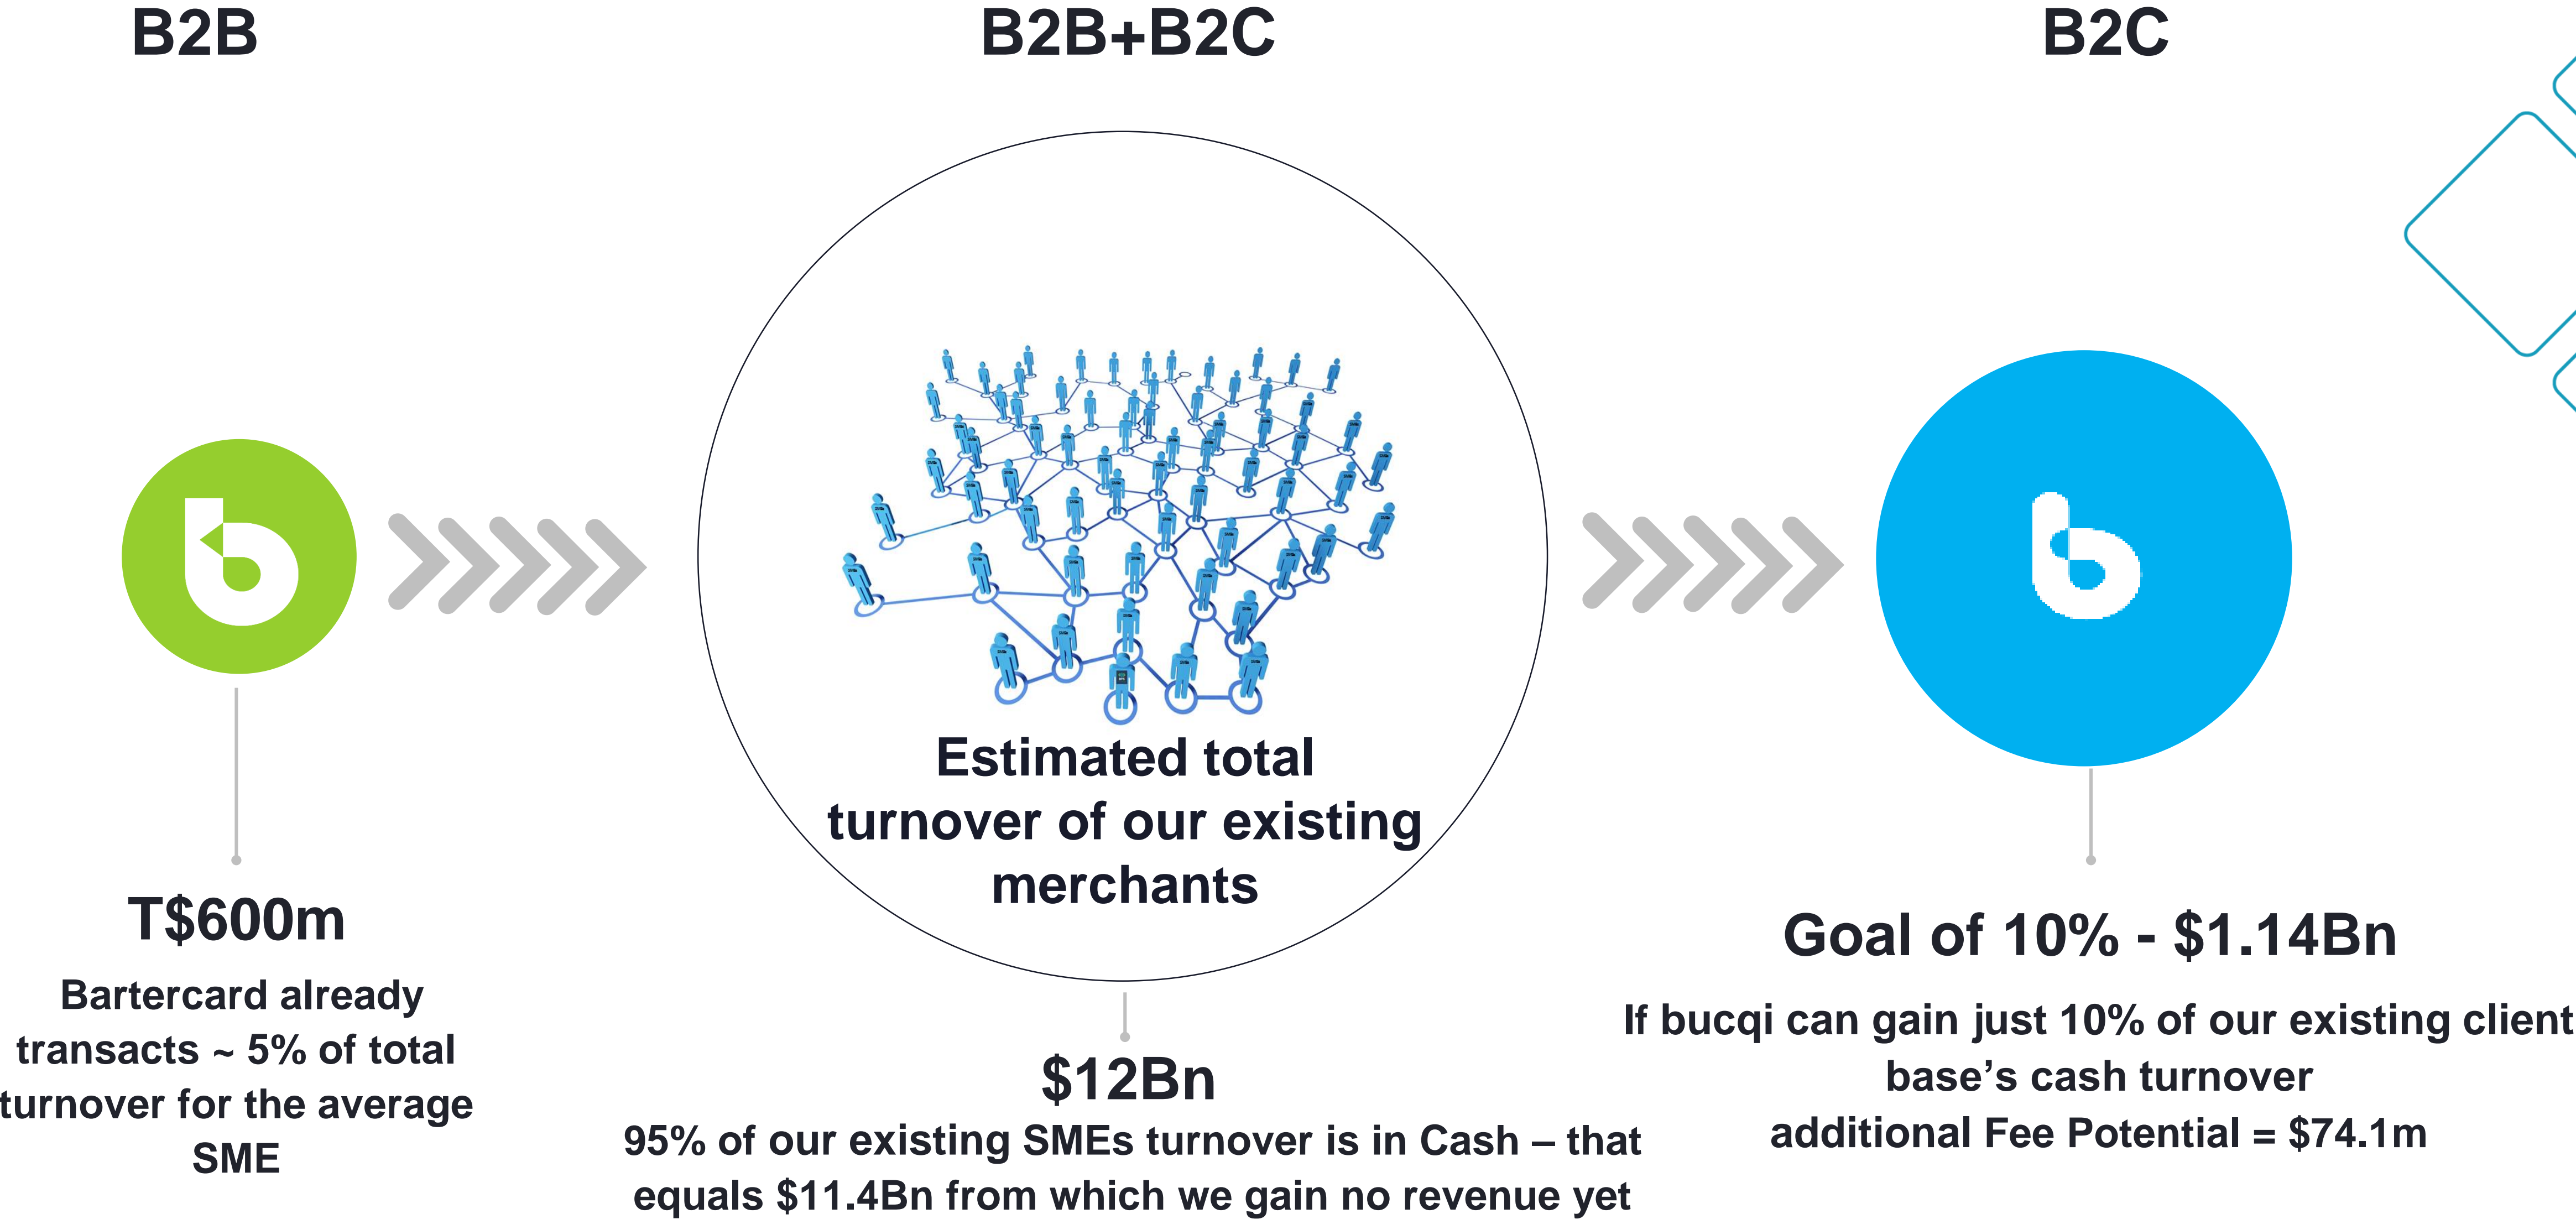 B2B
B2B+B2C
B2C
Estimated total
turnover of our existing
merchants
T$600m
Bartercard already
transacts ~ 5% of total
turnover for the average
SME
$12Bn
95% of our existing SMEs turnover is in Cash – that
equals $11.4Bn from which we gain no revenue yet
Goal of 10% - $1.14Bn
If bucqi can gain just 10% of our existing client
base’s cash turnover
additional Fee Potential = $74.1m